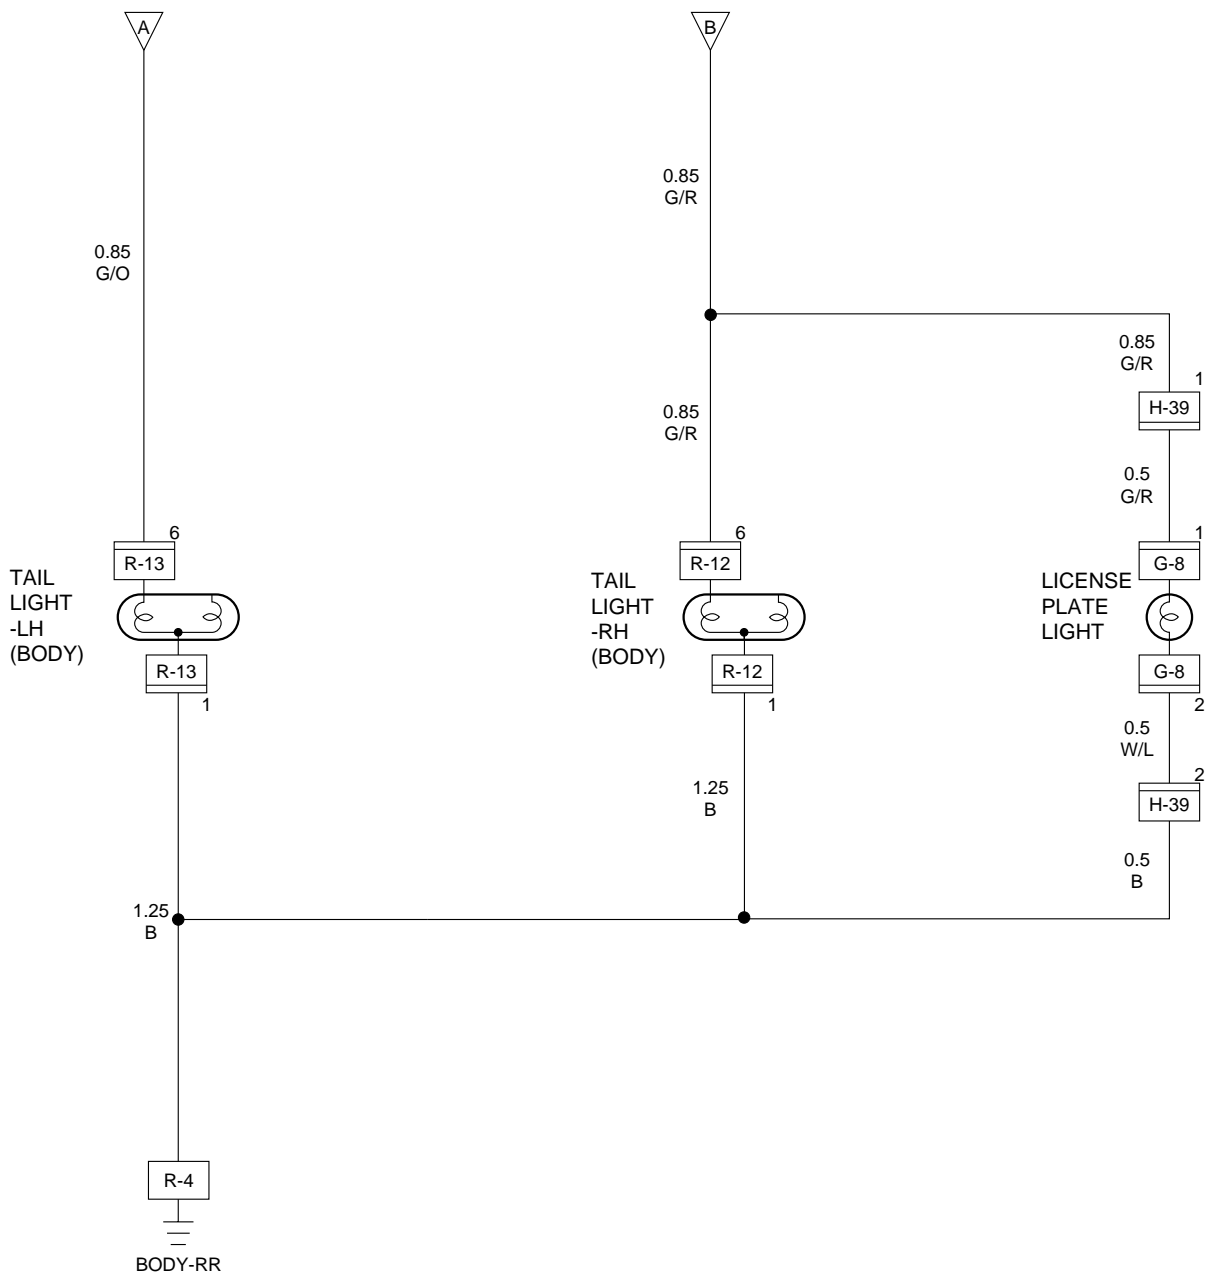 A
B
0.85
G/R
0.85
G/O
0.85
G/R
1
H-39
0.85
G/R
0.5
G/R
6
R-13
6
R-12
1
G-8
TAIL
LIGHT
-LH
(BODY)
TAIL
LIGHT
-RH
(BODY)
LICENSE
PLATE
LIGHT
R-13
1
R-12
1
G-8
2
0.5
W/L
2
H-39
1.25
B
0.5
B
1.25
B
R-4
BODY-RR